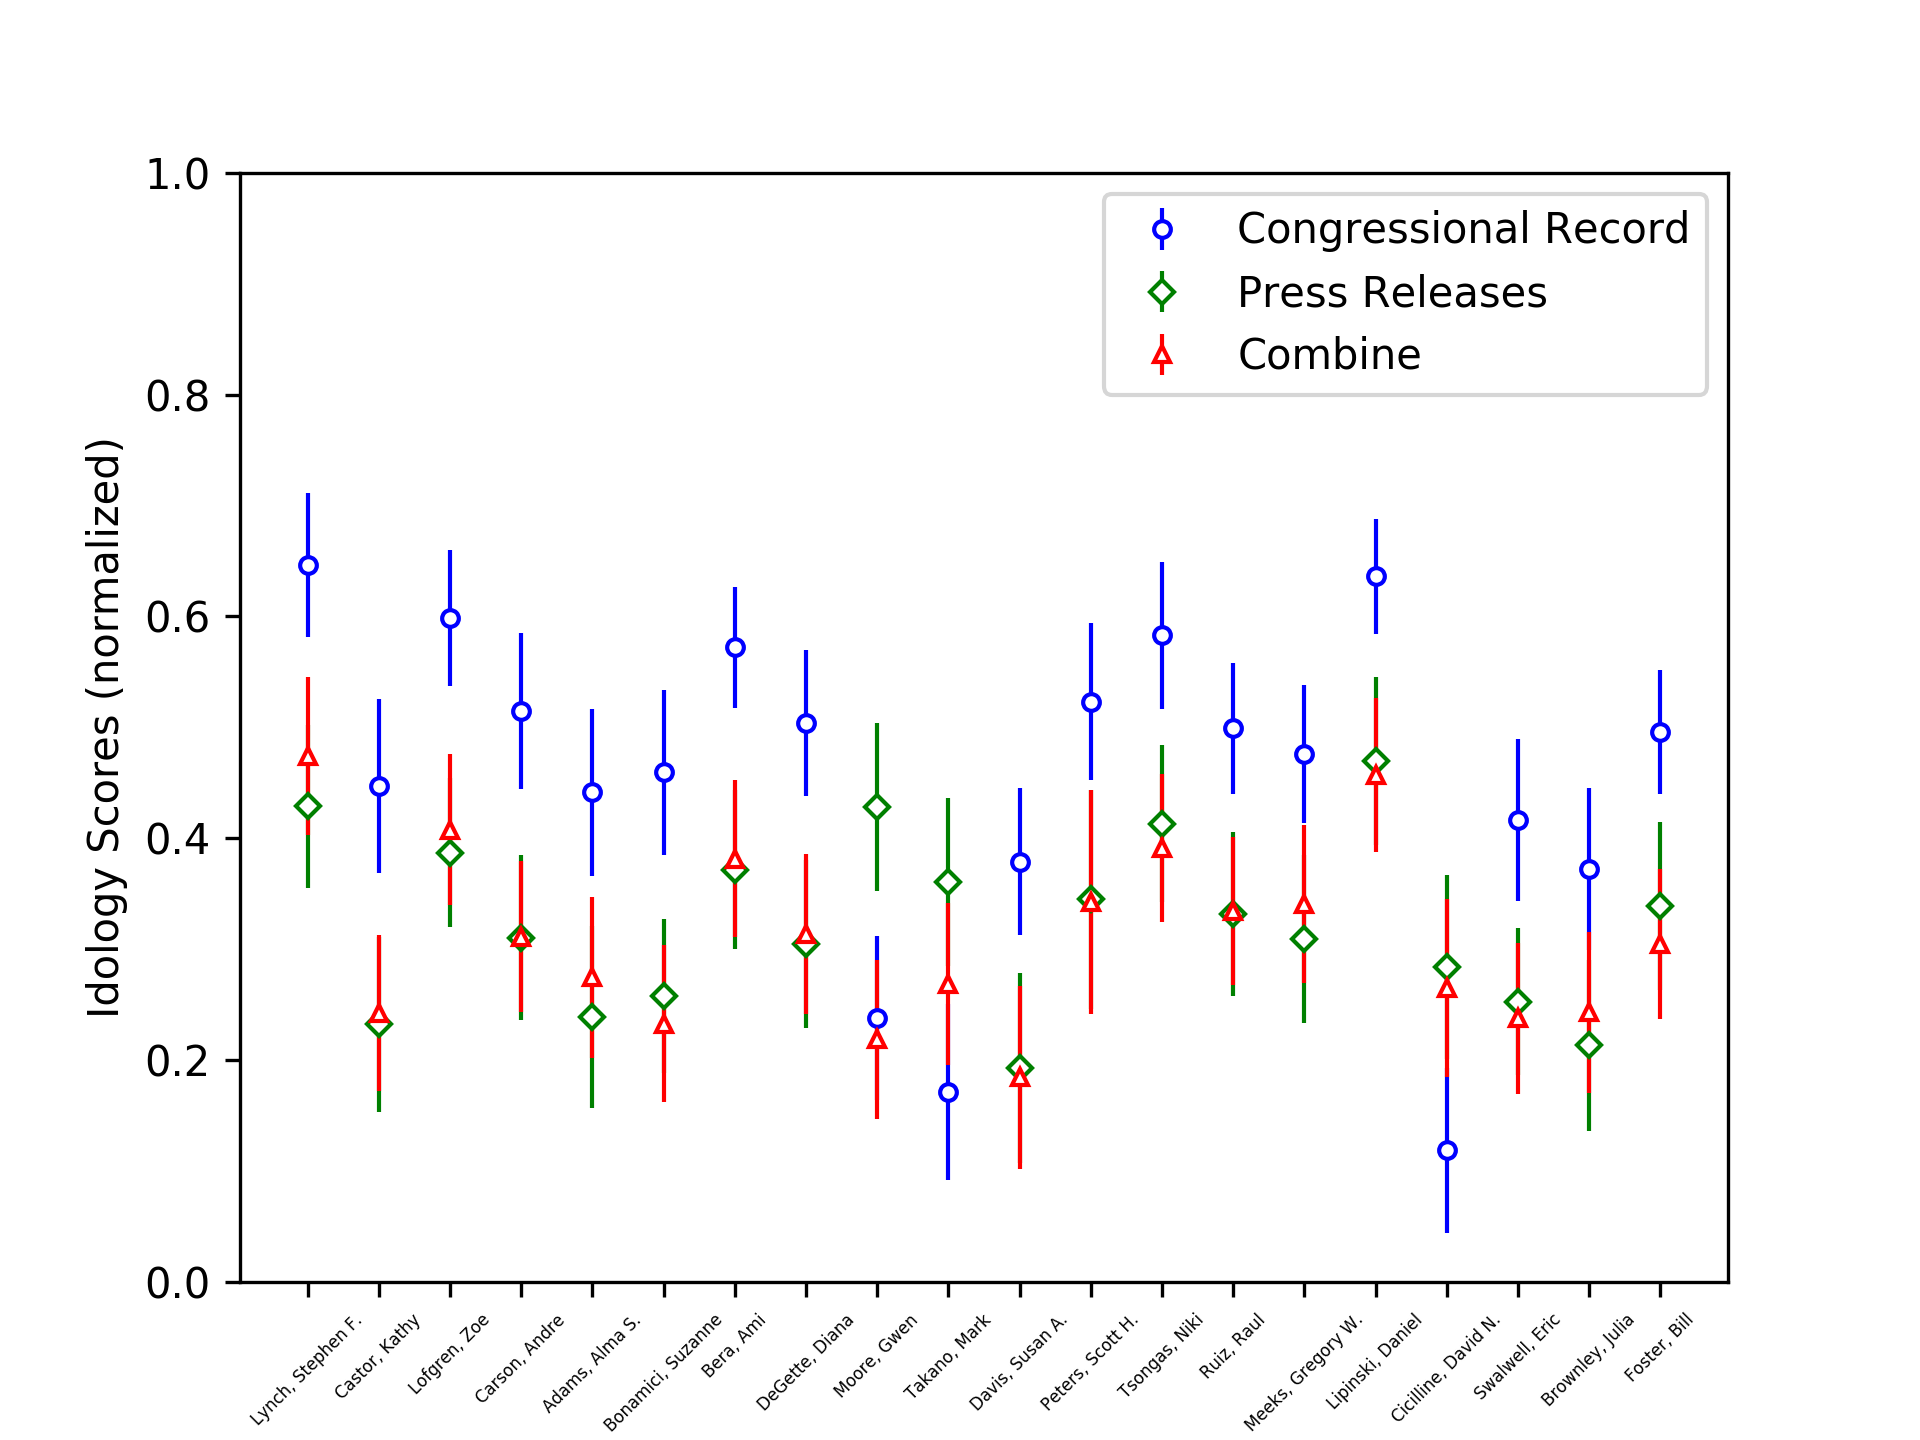 Idology Scores (normalized)
1.0
0.8
0.6
0.4
0.2
0.0
Congressional Record
Press Releases
Combine
Lynch, Stephen F.
Castor, Kathy
Lofgren, Zoe
Carson, Andre
Adams, Alma S.
Bonamici, Suzanne
Bera, Ami
DeGette, Diana
Moore, Gwen
Takano, Mark
Davis, Susan A.
Peters, Scott H.
Tsongas, Niki
Ruiz, Raul
Meeks, Gregory W.
Lipinski, Daniel
Cicilline, David N.
Swalwell, Eric
Brownley, Julia
Foster, Bill